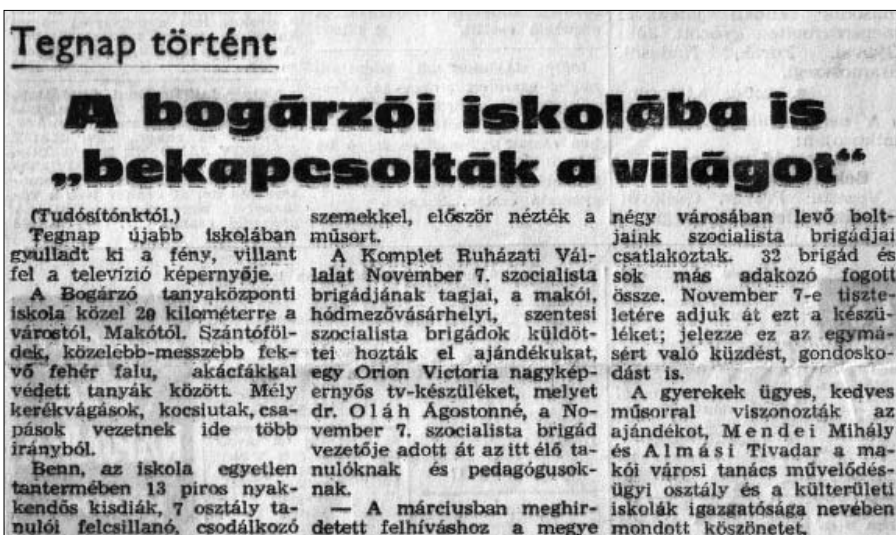 Tegnap történt
A bogárzói iskolába is
„bekapcsolták a világot“
(Tudósítónktól.)
Tegnap újabb iskolában
gyulladt ki a fény, villant
fel a televízió képernyője.
A Bogárzó tanyaközponti
iskola közel 20 kilométerre a
várostól, Makótól. Szántóföl-
dek, közelebb-messzebb fek-
vő fehér falu, akácfákkal
védett tanyák között. Mély
kerékvágások, kocsiutak, csa-
pások vezetnek ide több
irányból.
Benn, az iskola egyetlen
tantermében 13 piros nyak-
kendős kisdiák, 7 osztály ta-
nulói felcsillanó, csodálkozó
szemekkel, először nézték a
műsort.
A Komplet Ruházati Vál-
lalat November 7. szocialista
brigádjának tagjai, a makói,
hódmezővásárhelyi, szentesi
szocialista brigádok küldöt-
tei hozták el ajándékukat,
egy Orion Victoria nagykép-
ernyős tv-készüléket, melyet
dr. Oláh Ágostonné, a No-
vember 7. szocialista brigád
vezetője adott át az itt élő ta-
nulóknak és pedagógusok-
nak.
— A márciusban meghir-
detett felhíváshoz a megye
négy városában levő bolt-
jaink szocialista brigádjai
csatlakoztak. 32 brigád és
sok más adakozó fogott
össze. November 7-e tiszte-
letére adjuk át ezt a készü-
léket; jelezze ez az egymá-
sért való küzdést, gondosko-
dást is.
A gyerekek ügyes, kedves
műsorral viszonozták az
ajándékot, Mendei Mihály
és Almási Tivadar a ma-
kói városi tanács művelődés-
ügyi osztály és a külterületi
iskolák igazgatósága nevében
mondott köszönetet.